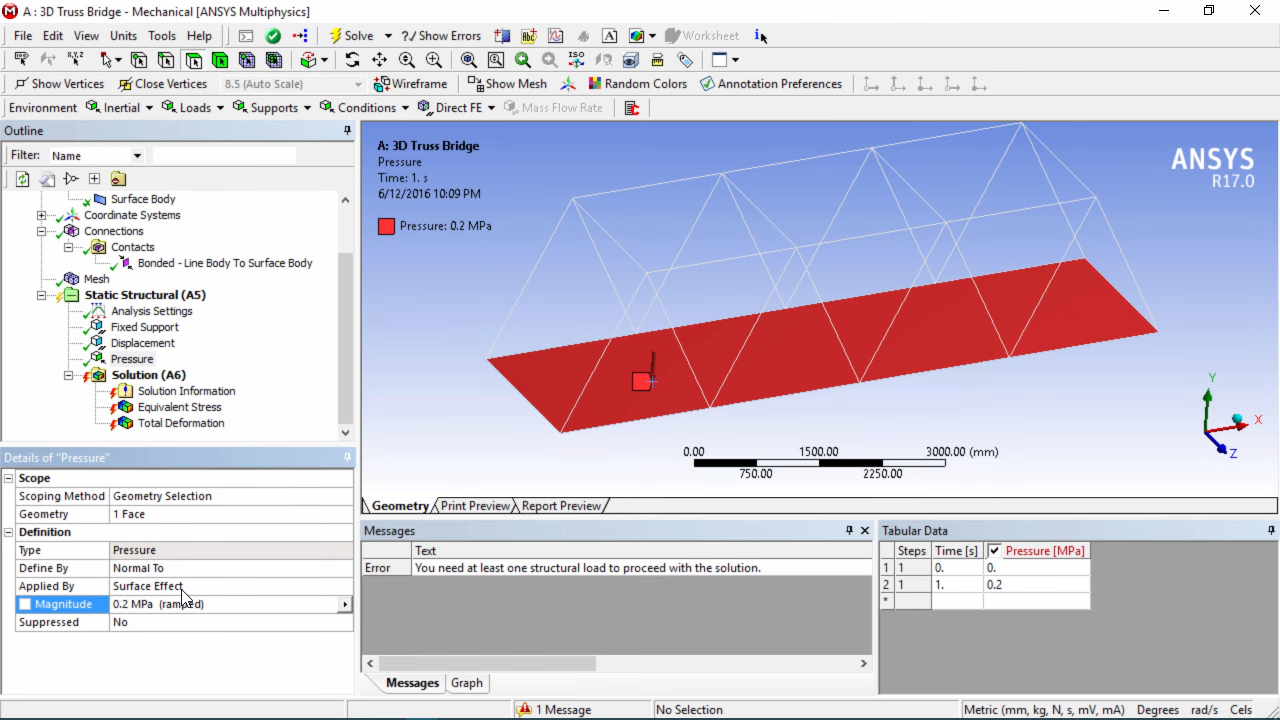 A : 3D Truss Bridge - Mechanical [ANSYS Multiphysics]
File Edit View Units Tools Help Solve ?/ Show Errors Worksheet
Show Vertices Close Vertices 8.5 (Auto Scale) Wireframe Show Mesh Random Colors Annotation Preferences
Environment Inertial Loads Supports Conditions Direct FE Mass Flow Rate
Outline
Filter: Name
Surface Body
Coordinate Systems
Connections
Contacts
Bonded - Line Body To Surface Body
Mesh
Static Structural (A5)
Analysis Settings
Fixed Support
Displacement
Pressure
Solution (A6)
Solution Information
Equivalent Stress
Total Deformation
Details of "Pressure"
Scope
Scoping Method Geometry Selection
Geometry 1 Face
Definition
Type Pressure
Define By Normal To
Applied By Surface Effect
Magnitude 0.2 MPa (ramped)
Suppressed No
A: 3D Truss Bridge
Pressure
Time: 1. s
6/12/2016 10:09 PM
Pressure: 0.2 MPa
ANSYS
R17.0
Y
X
Z
0.00 1500.00 3000.00 (mm)
750.00 2250.00
Geometry Print Preview Report Preview
Messages
Text
Error You need at least one structural load to proceed with the solution.
Messages Graph
Tabular Data
Steps Time [s] Pressure [MPa]
1 1 0. 0.
2 1 1. 0.2
*
1 Message No Selection Metric (mm, kg, N, s, mV, mA) Degrees rad/s Cels